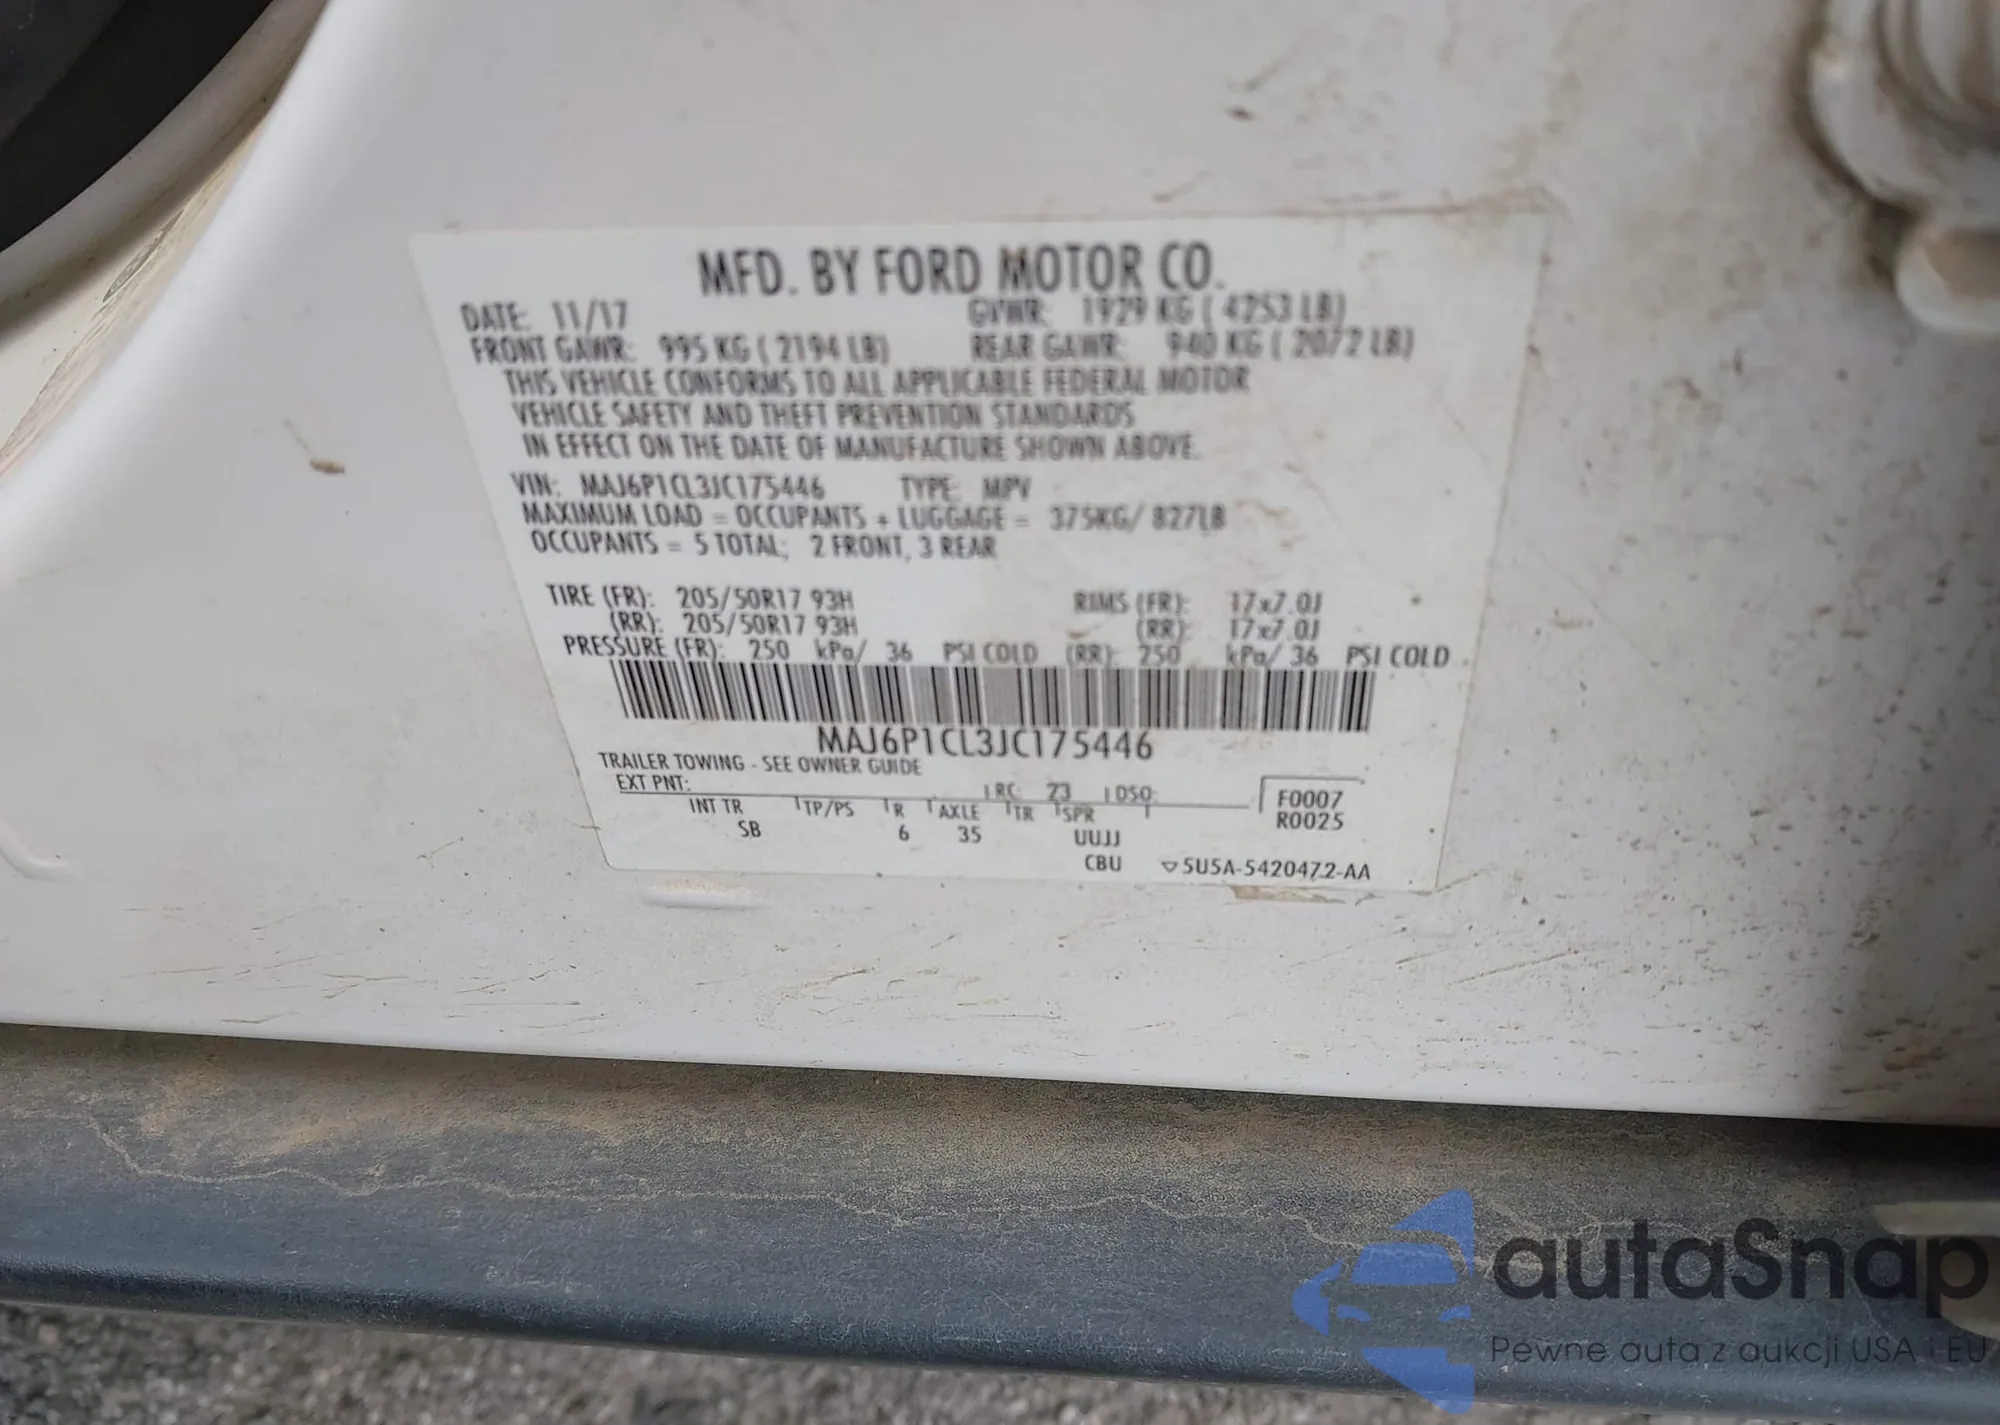 MFD. BY FORD MOTOR CO.
DATE: 11/17 GVWR: 1929 KG ( 4253 LB)
FRONT GAWR: 995 KG ( 2194 LB) REAR GAWR: 940 KG ( 2072 LB)
THIS VEHICLE CONFORMS TO ALL APPLICABLE FEDERAL MOTOR
VEHICLE SAFETY AND THEFT PREVENTION STANDARDS
IN EFFECT ON THE DATE OF MANUFACTURE SHOWN ABOVE.
VIN: MAJ6P1CL3JC175446 TYPE: MPV
MAXIMUM LOAD = OCCUPANTS + LUGGAGE = 375KG/ 827LB
OCCUPANTS = 5 TOTAL; 2 FRONT, 3 REAR
TIRE (FR): 205/50R17 93H RIMS (FR): 17x7.0J
(RR): 205/50R17 93H (RR): 17x7.0J
PRESSURE (FR): 250 kPa/ 36 PSI COLD (RR): 250 kPa/ 36 PSI COLD
MAJ6P1CL3JC175446
TRAILER TOWING - SEE OWNER GUIDE
EXT PNT: RC: 73 DSO: F0007
INT TR TP/PS R AXLE TR SPR R0025
SB 6 35 UUJJ
CBU ▽5U5A-5420472-AA
autaSnap
Pewne auta z aukcji USA i EU